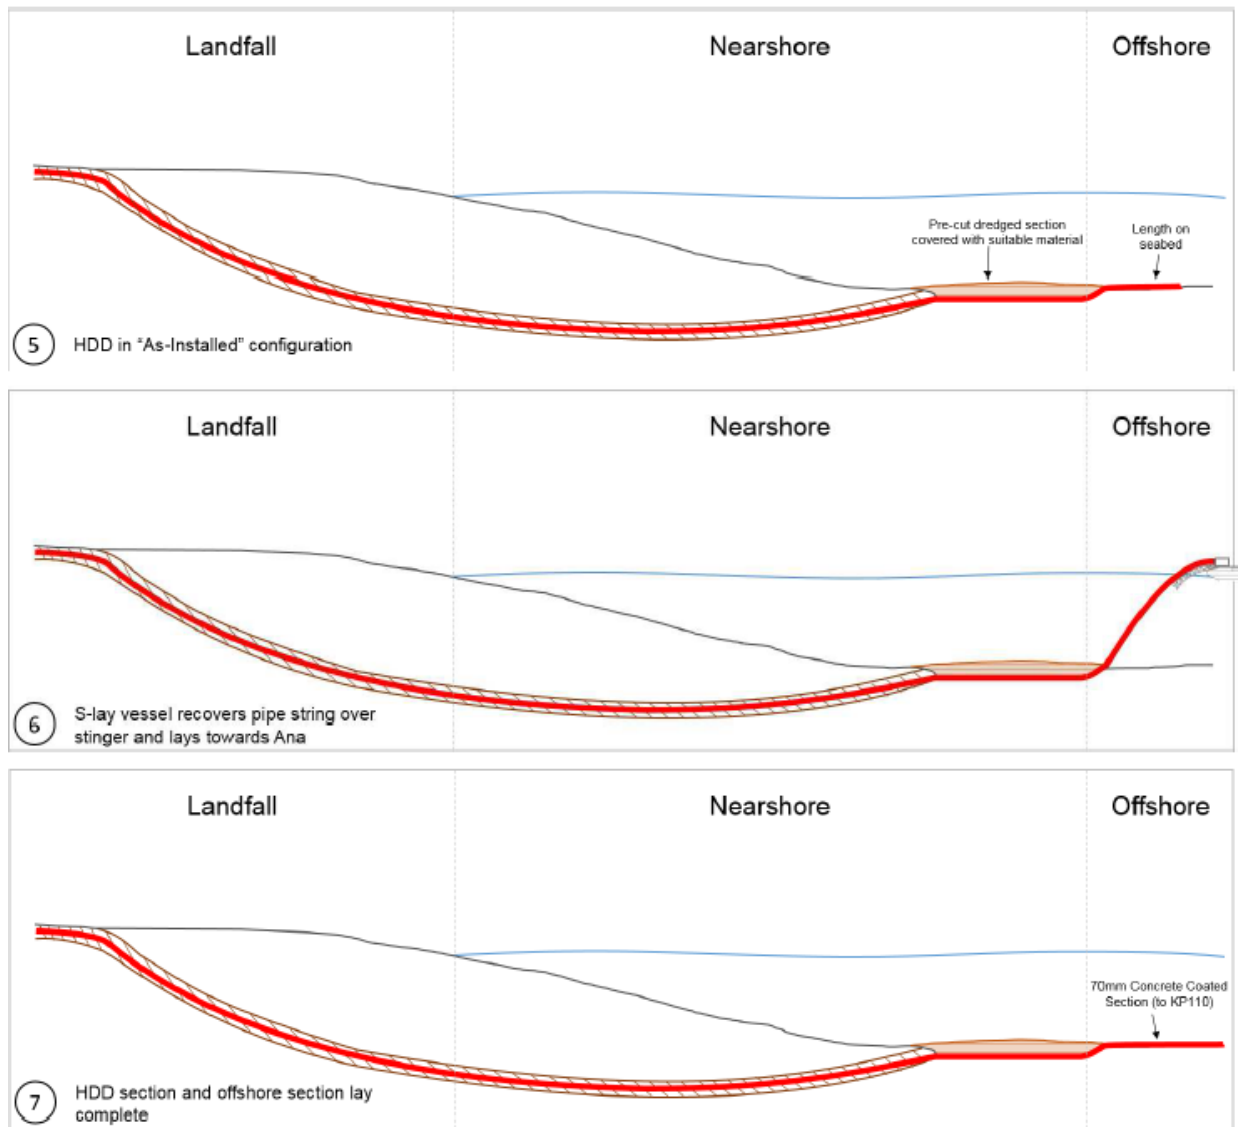 Landfall
Nearshore
Offshore
Pre-cut dredged section
covered with suitable material
Length on
seabed
5
HDD in "As-Installed" configuration
Landfall
Nearshore
Offshore
6
S-lay vessel recovers pipe string over
stinger and lays towards Ana
Landfall
Nearshore
Offshore
70mm Concrete Coated
Section (to KP110)
7
HDD section and offshore section lay
complete